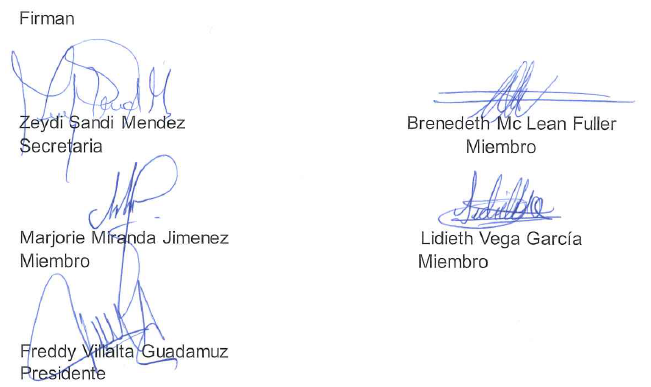 Firman
Zeydi Sandi Mendez
Secretaria
Brenedeth Mc Lean Fuller
Miembro
Marjorie Miranda Jimenez
Miembro
Lidieth Vega García
Miembro
Freddy Villalta Guadamuz
Presidente